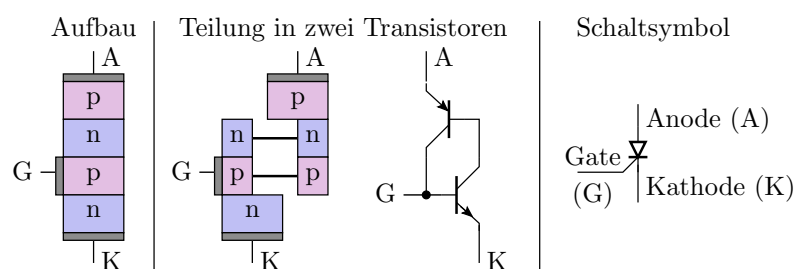 Aufbau
A
p
n
G
p
n
K
Teilung in zwei Transistoren
A
p
n
n
G
p
p
n
K
A
G
K
Schaltsymbol
Anode (A)
Gate
(G)
Kathode (K)